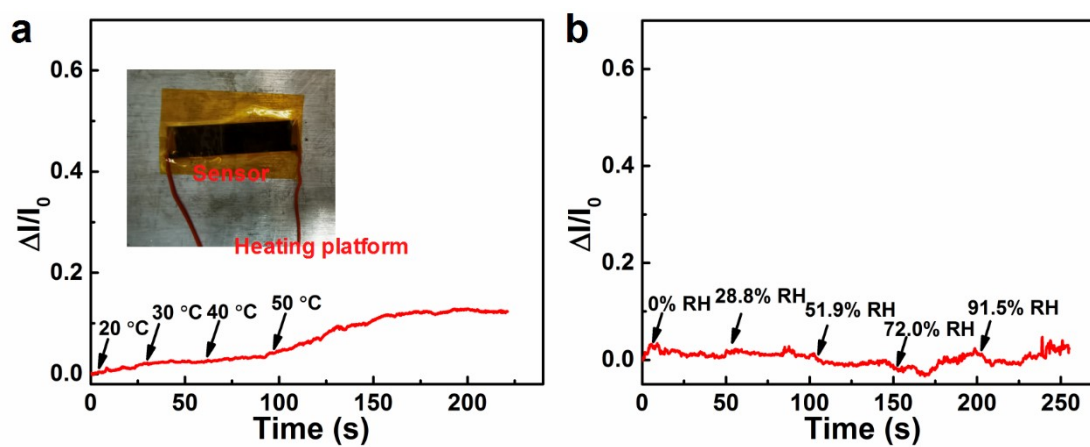 a
ΔI/I₀
0.6
0.4
0.2
0.0
Sensor
Heating platform
20 °C
30 °C
40 °C
50 °C
0 50 100 150 200
Time (s)
b
ΔI/I₀
0.6
0.4
0.2
0.0
0% RH
28.8% RH
51.9% RH
72.0% RH
91.5% RH
0 50 100 150 200 250
Time (s)